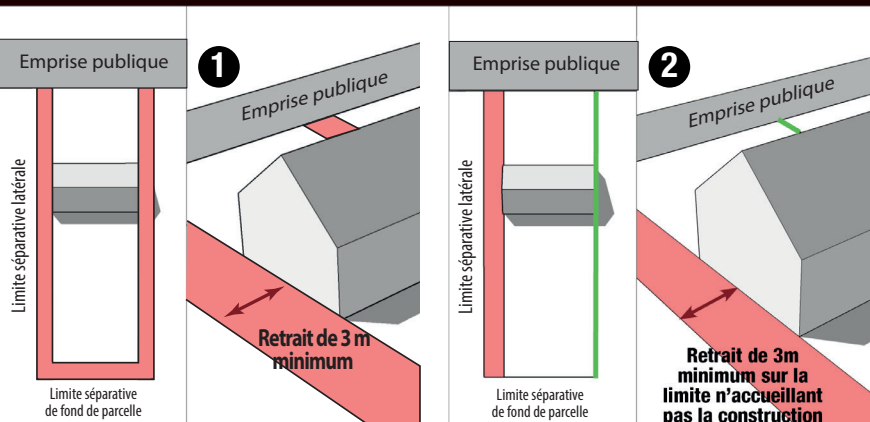 Emprise publique
1
Emprise publique
Limite séparative latérale
Retrait de 3 m
minimum
Limite séparative
de fond de parcelle
Emprise publique
2
Emprise publique
Limite séparative latérale
Retrait de 3m
minimum sur la
limite n'accueillant
pas la construction
Limite séparative
de fond de parcelle